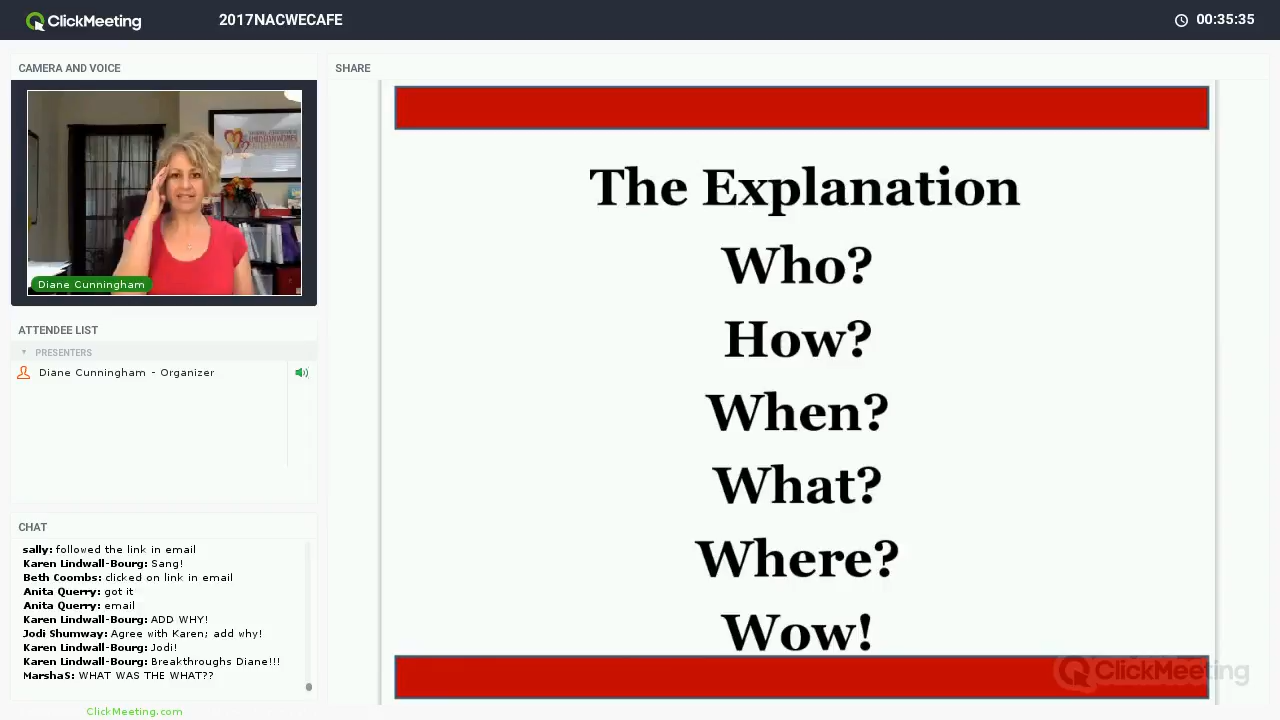 ClickMeeting
2017NACWECAFE
00:35:35
CAMERA AND VOICE
Diane Cunningham
ATTENDEE LIST
PRESENTERS
Diane Cunningham - Organizer
CHAT
sally: followed the link in email
Karen Lindwall-Bourg: Sang!
Beth Coombs: clicked on link in email
Anita Querry: got it
Anita Querry: email
Karen Lindwall-Bourg: ADD WHY!
Jodi Shumway: Agree with Karen; add why!
Karen Lindwall-Bourg: Jodi!
Karen Lindwall-Bourg: Breakthroughs Diane!!!
MarshaS: WHAT WAS THE WHAT??
ClickMeeting.com
SHARE
The Explanation
Who?
How?
When?
What?
Where?
Wow!
ClickMeeting